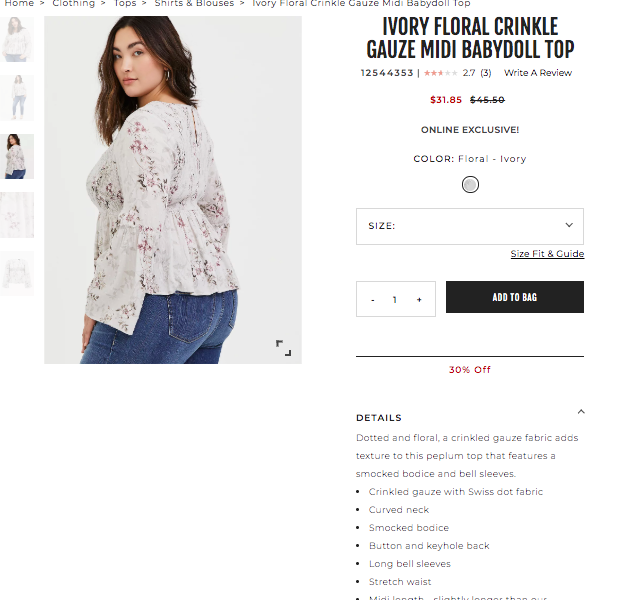 Home > Clothing > Tops > Shirts & Blouses > Ivory Floral Crinkle Gauze Midi Babydoll Top
IVORY FLORAL CRINKLE
GAUZE MIDI BABYDOLL TOP
12544353 | 2.7 (3) Write A Review
$31.85 $45.50
ONLINE EXCLUSIVE!
COLOR: Floral - Ivory
SIZE:
Size Fit & Guide
- 1 +
ADD TO BAG
30% Off
DETAILS
Dotted and floral, a crinkled gauze fabric adds
texture to this peplum top that features a
smocked bodice and bell sleeves.
• Crinkled gauze with Swiss dot fabric
• Curved neck
• Smocked bodice
• Button and keyhole back
• Long bell sleeves
• Stretch waist
• Midi length - slightly longer than our